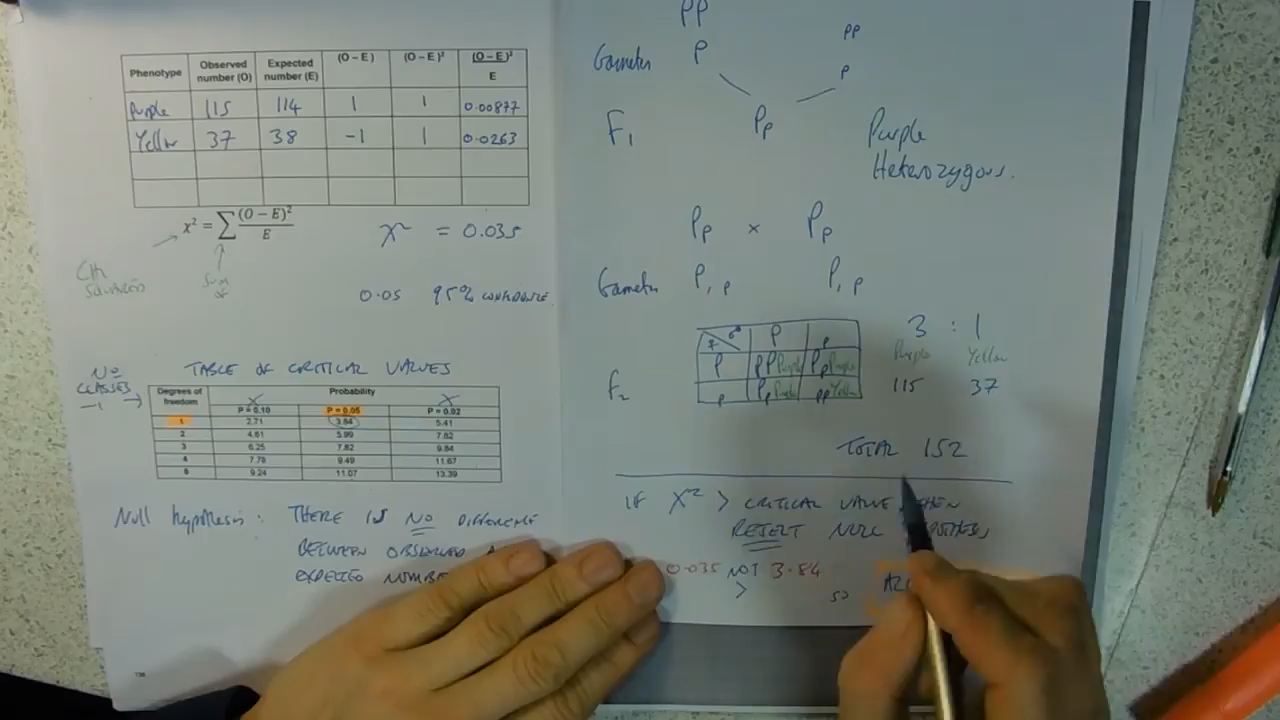 Phenotype Observed number (O) Expected number (E) (O – E) (O – E)² (O – E)² E
Purple 115 114 1 1 0.00877
Yellow 37 38 -1 1 0.0263
χ² = ∑ (O – E)² E
χ² = 0.035
CHI SQUARED
SUM OF
0.05 95% CONFIDENCE
TABLE OF CRITICAL VALUES
NO CLASSES -1
Degrees of freedom Probability
P = 0.10 P = 0.05 P = 0.02
1 2.71 3.84 5.41
2 4.61 5.99 7.82
3 6.25 7.82 9.84
4 7.78 9.49 11.67
5 9.24 11.07 13.39
Null hypothesis: THERE IS NO DIFFERENCE
BETWEEN OBSERVED
EXPECTED
PP pp
Gametes P p
F1 Pp Purple
Heterozygous.
Pp x Pp
Gametes P, p P, p
F2
♀ ♂ P p
P PP Purple Pp Purple
p Pp Purple pp Yellow
3 : 1
Purple Yellow
115 37
TOTAL 152
IF X² > CRITICAL VALUE THEN
REJECT NULL
0.035 NOT > 3.84
so